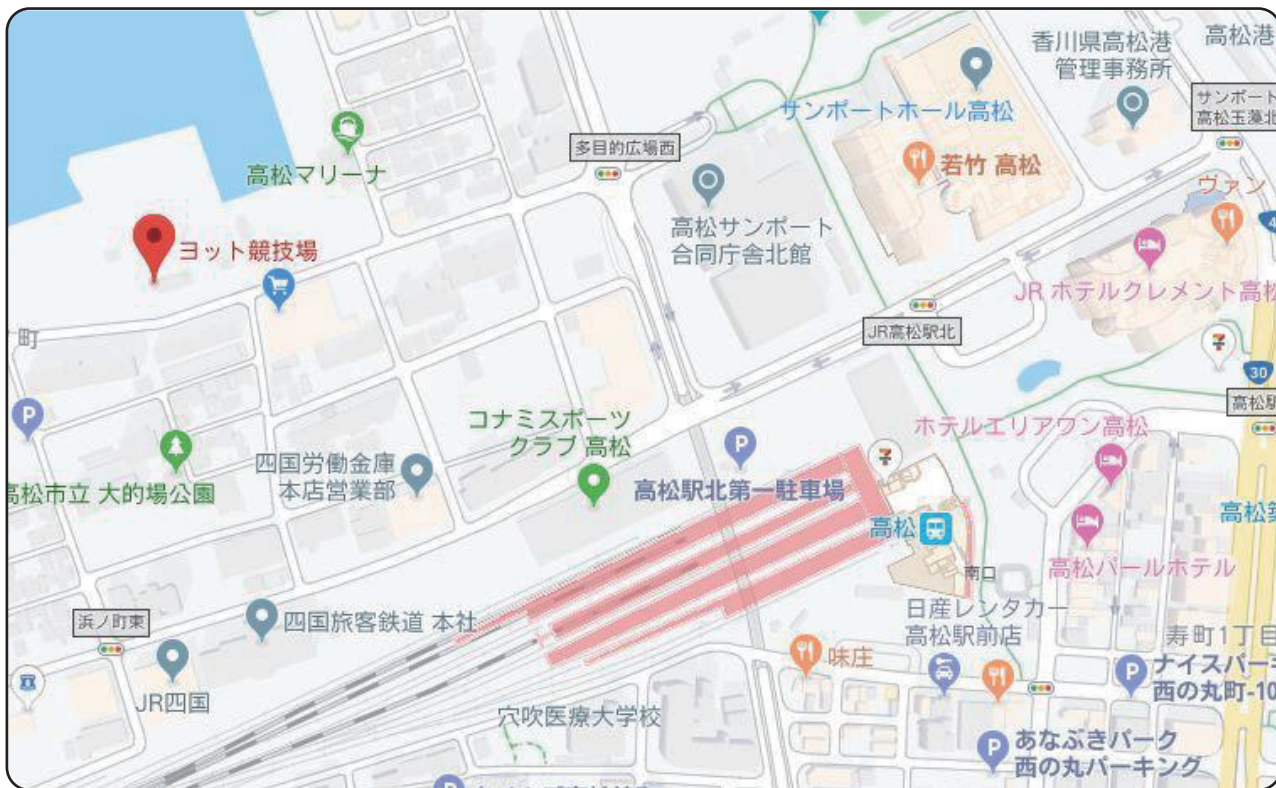 香川県高松港
管理事務所
高松港
サンポート
高松玉藻北
サンポートホール高松
多目的広場西
高松マリーナ
若竹 高松
ヴァン
高松サンポート
合同庁舎北館
ヨット競技場
JR ホテルクレメント高松
JR高松駅北
町
P
30
高松駅
コナミスポーツ
クラブ 高松
ホテルエリアワン高松
四国労働金庫
本店営業部
高松市立 大的場公園
P
高松駅北第一駐車場
高松
高松パールホテル
南口
浜ノ町東
四国旅客鉄道 本社
日産レンタカー
高松駅前店
寿町1丁目
味庄
JR四国
P
ナイスパーキ
西の丸町-10
穴吹医療大学校
P
あなぶきパーク
西の丸パーキング
P